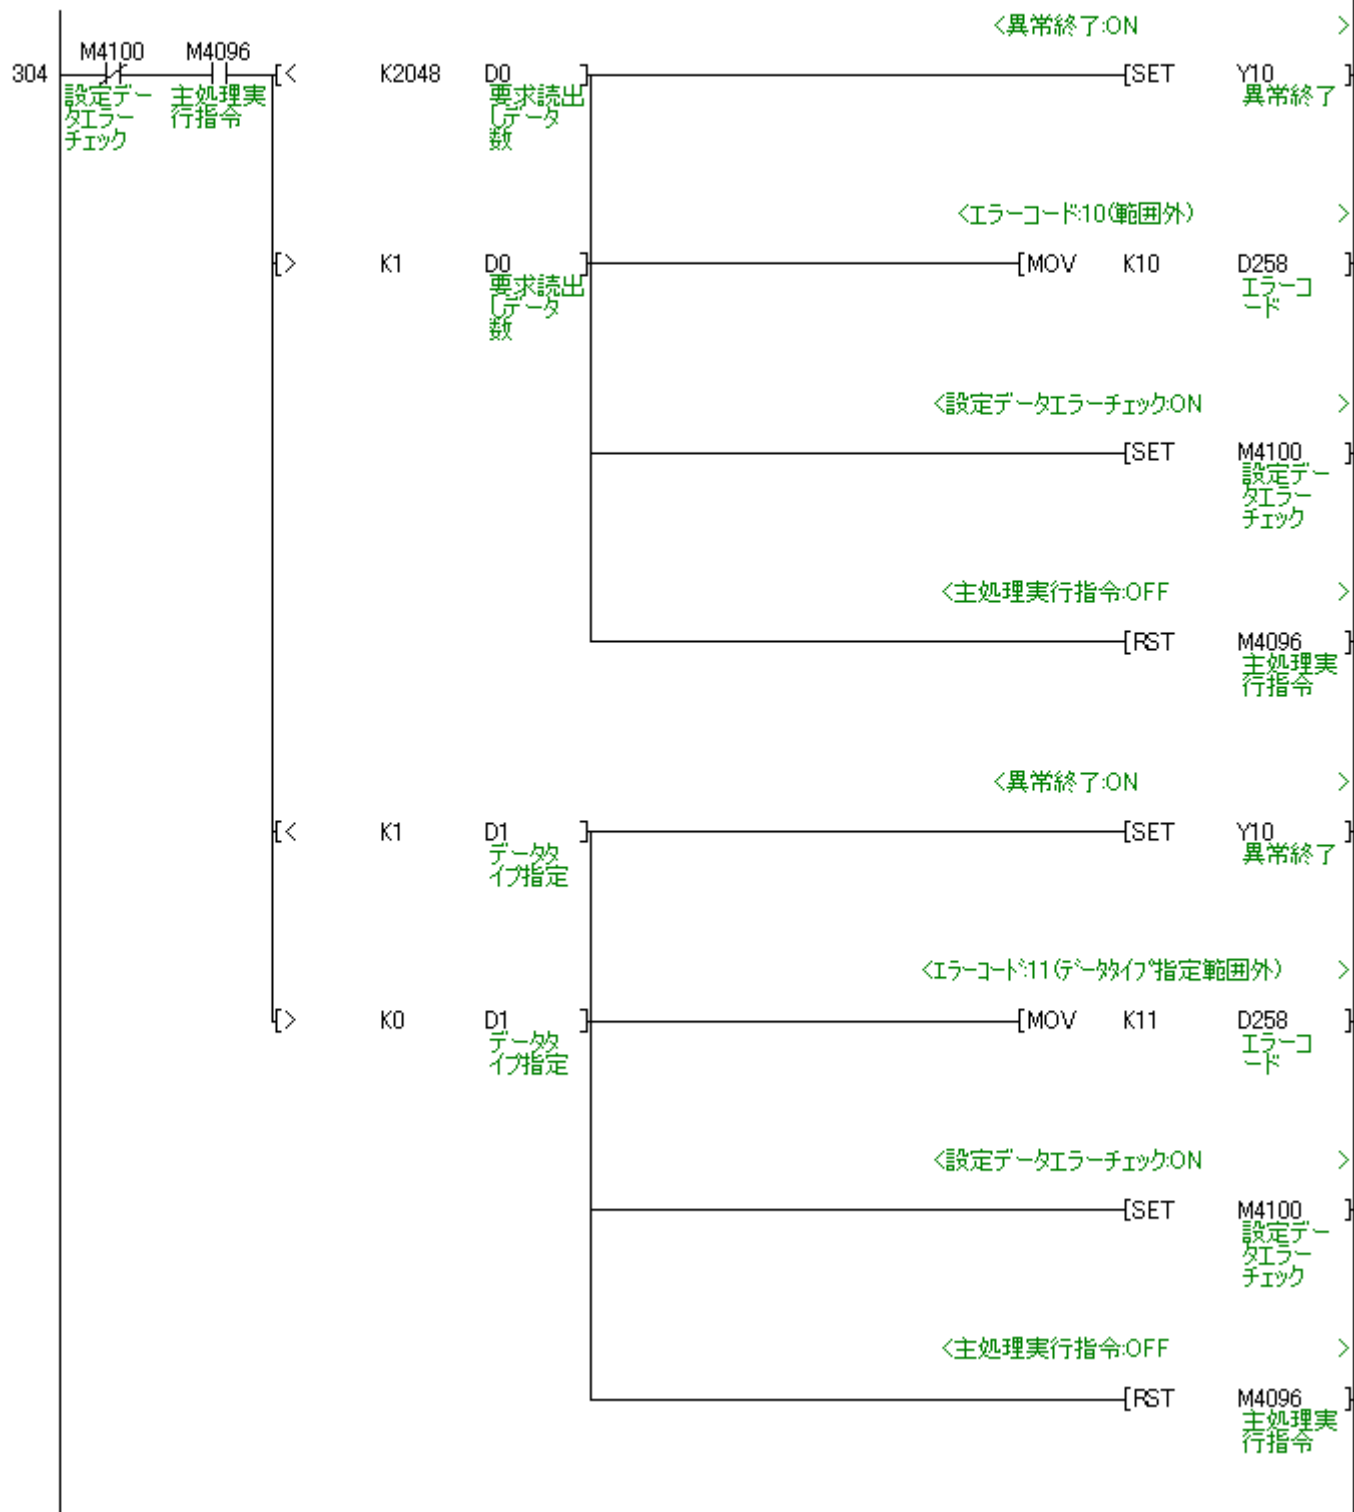 <異常終了:ON >
M4100 M4096
304 [< K2048 D0 ] [SET Y10 ]
設定デー 主処理実 要求読出 異常終了
タエラー 行指令 しデータ
チェック 数
<エラーコード:10(範囲外) >
[> K1 D0 ] [MOV K10 D258 ]
要求読出 エラーコ
しデータ ード
数
<設定データエラーチェック:ON >
[SET M4100 ]
設定デー
タエラー
チェック
<主処理実行指令:OFF >
[RST M4096 ]
主処理実
行指令
<異常終了:ON >
[< K1 D1 ] [SET Y10 ]
データタ 異常終了
イプ指定
<エラーコード:11(データタイプ指定範囲外) >
[> K0 D1 ] [MOV K11 D258 ]
データタ エラーコ
イプ指定 ード
<設定データエラーチェック:ON >
[SET M4100 ]
設定デー
タエラー
チェック
<主処理実行指令:OFF >
[RST M4096 ]
主処理実
行指令